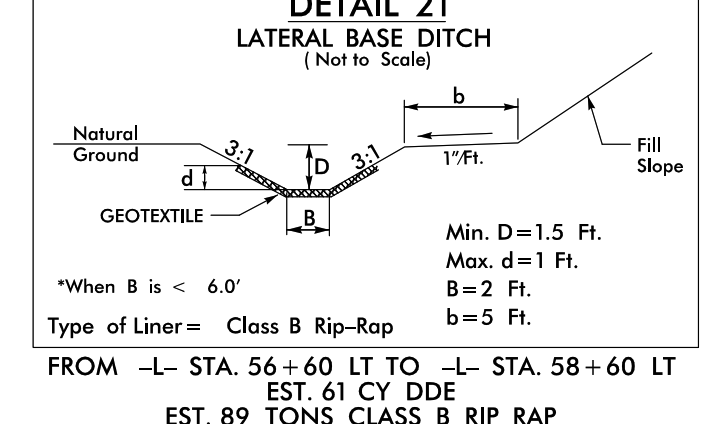 DETAIL 21
LATERAL BASE DITCH
( Not to Scale)
b
Natural
Ground
3:1
D
3:1
1"/Ft.
Fill
Slope
d
GEOTEXTILE
B
Min. D=1.5 Ft.
Max. d=1 Ft.
B=2 Ft.
b=5 Ft.
*When B is < 6.0'
Type of Liner= Class B Rip-Rap
FROM -L- STA. 56+60 LT TO -L- STA. 58+60 LT
EST. 61 CY DDE
EST. 89 TONS CLASS B RIP RAP